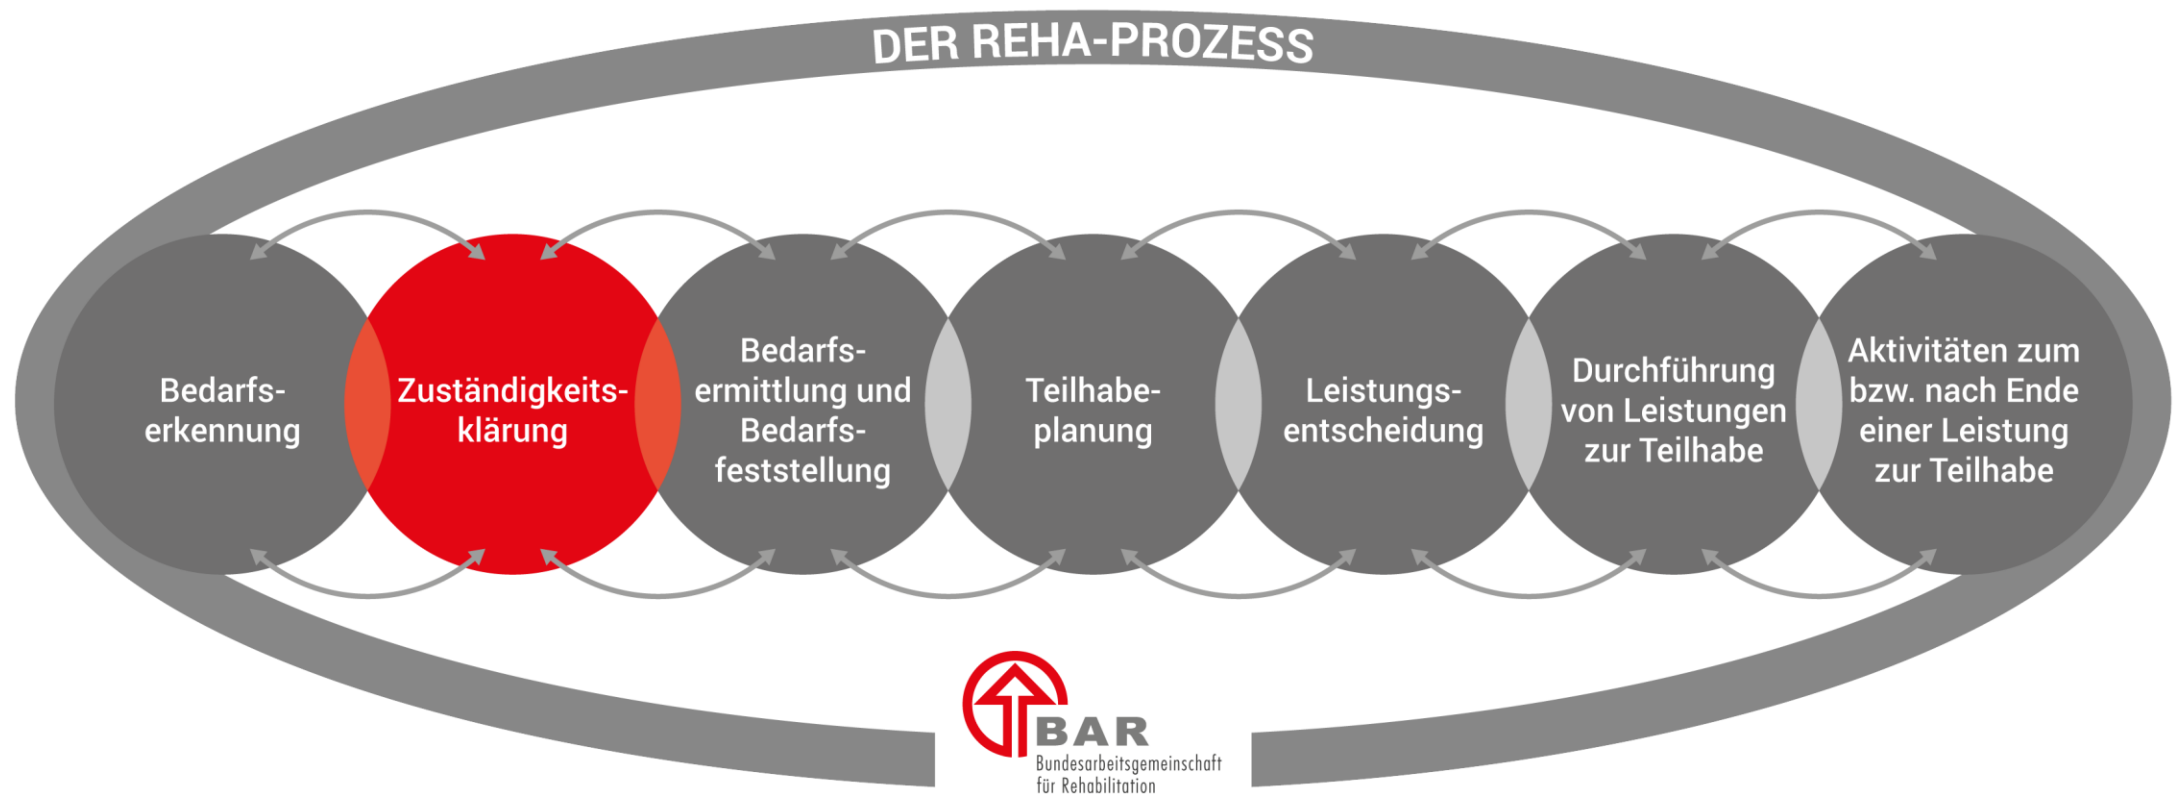 DER REHA-PROZESS
Bedarfs-
erkennung
Zuständigkeits-
klärung
Bedarfs-
ermittlung und
Bedarfs-
feststellung
Teilhabe-
planung
Leistungs-
entscheidung
Durchführung
von Leistungen
zur Teilhabe
Aktivitäten zum
bzw. nach Ende
einer Leistung
zur Teilhabe
BAR
Bundesarbeitsgemeinschaft
für Rehabilitation